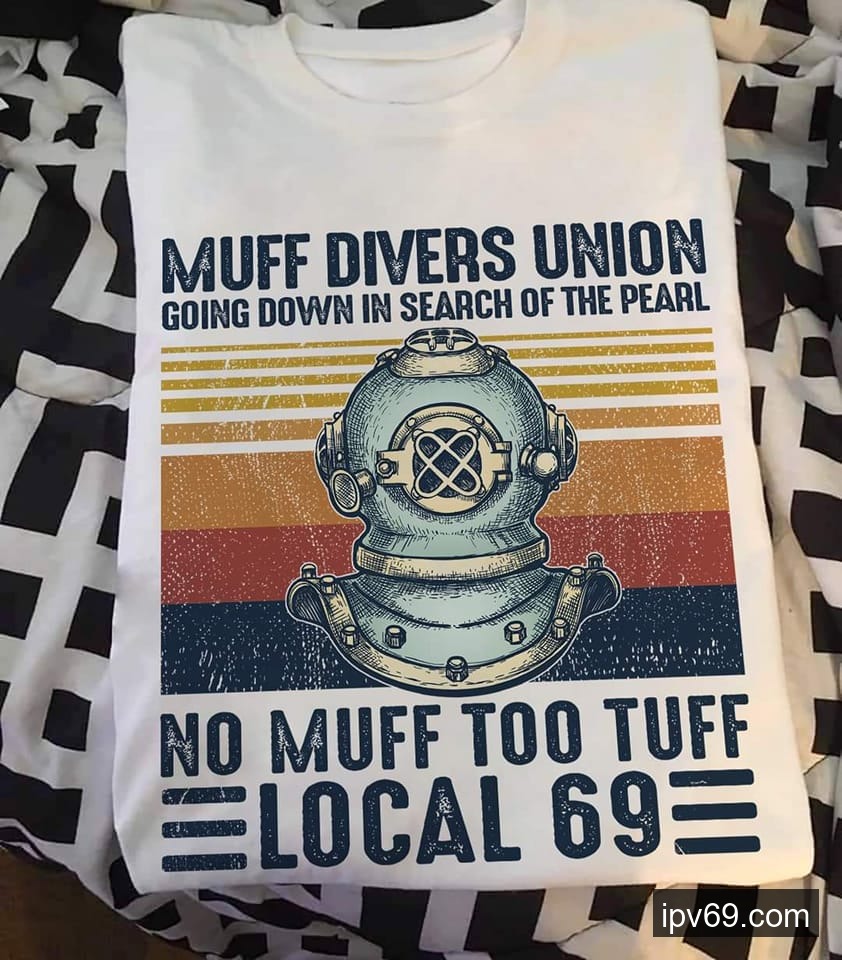 MUFF DIVERS UNION
GOING DOWN IN SEARCH OF THE PEARL
NO MUFF TOO TUFF
LOCAL 69
ipv69.com